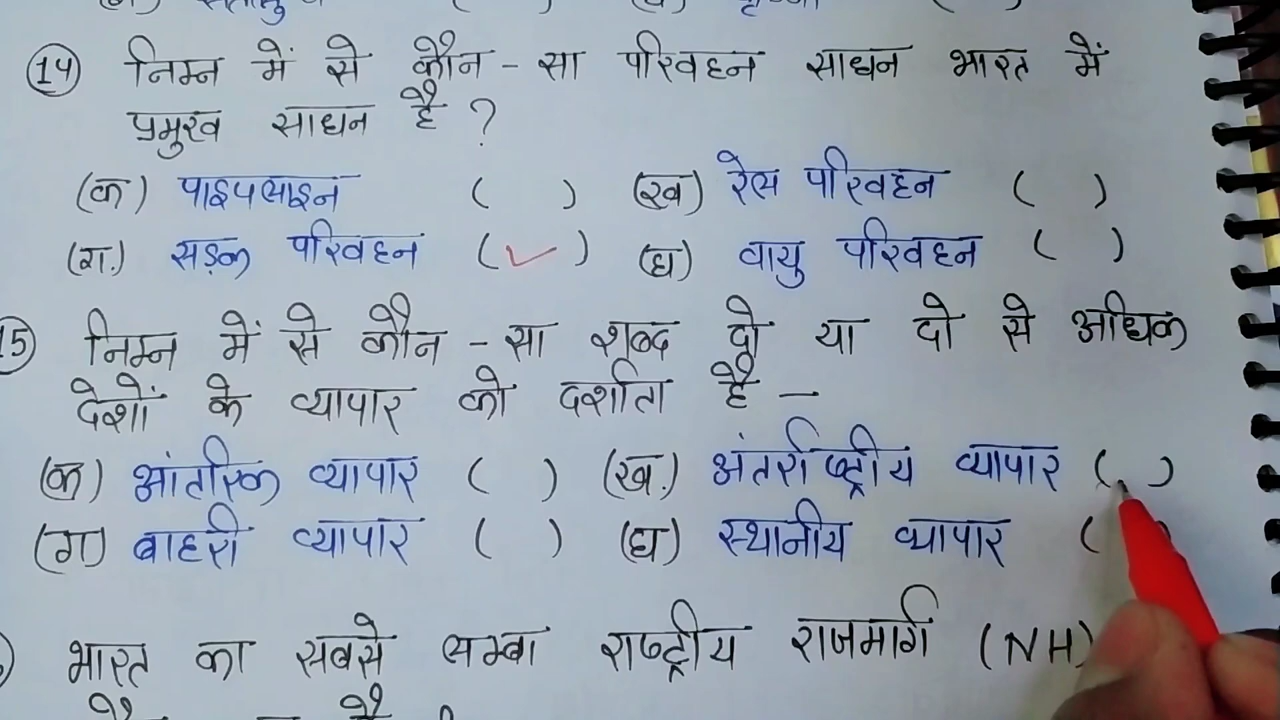 (14) निम्न में से कौन - सा परिवहन साधन भारत में
प्रमुख साधन है ?
(क) पाइपलाइन ( ) (ख) रेल परिवहन ( )
(ग.) सड़क परिवहन (✓) (घ) वायु परिवहन ( )
15) निम्न में से कौन - सा शब्द दो या दो से अधिक
देशों के व्यापार को दर्शाता है —
(क) आंतरिक व्यापार ( ) (ख.) अंतर्राष्ट्रीय व्यापार ( )
(ग) बाहरी व्यापार ( ) (घ) स्थानीय व्यापार ( )
भारत का सबसे लम्बा राष्ट्रीय राजमार्ग (NH)